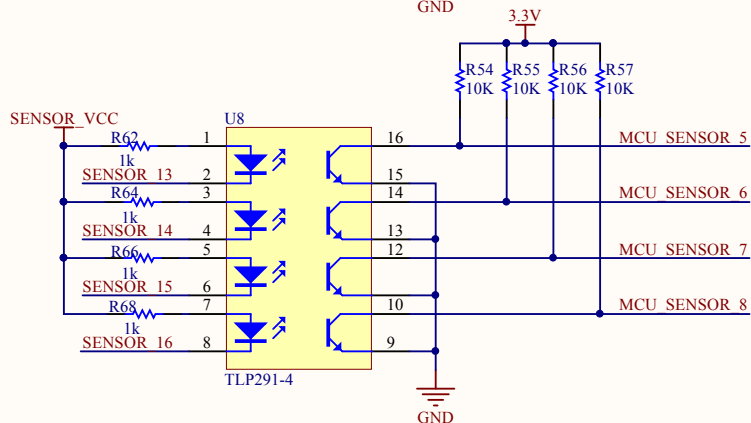 GND
3.3V
R54 R55 R56 R57
10K 10K 10K 10K
SENSOR_VCC
U8
R62 1 16 MCU_SENSOR_5
1k
SENSOR_13 2 15
R64 3 14 MCU_SENSOR_6
1k
SENSOR_14 4 13
R66 5 12 MCU_SENSOR_7
1k
SENSOR_15 6
R68 7 10 MCU_SENSOR_8
1k
SENSOR_16 8 9
TLP291-4
GND